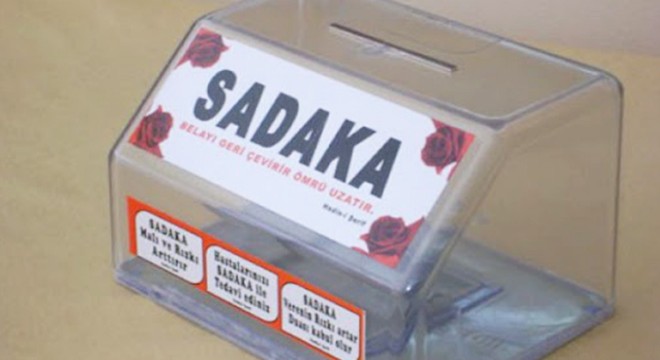 SADAKA
BELAYI GERİ ÇEVİRİR ÖMRÜ UZATIR.
Hadis-i Şerif
SADAKA
Malı ve Rızkı
Arttırır
Hastalarınızı
SADAKA ile
Tedavi ediniz
SADAKA
Verenin Rızkı artar
Duası kabul olur